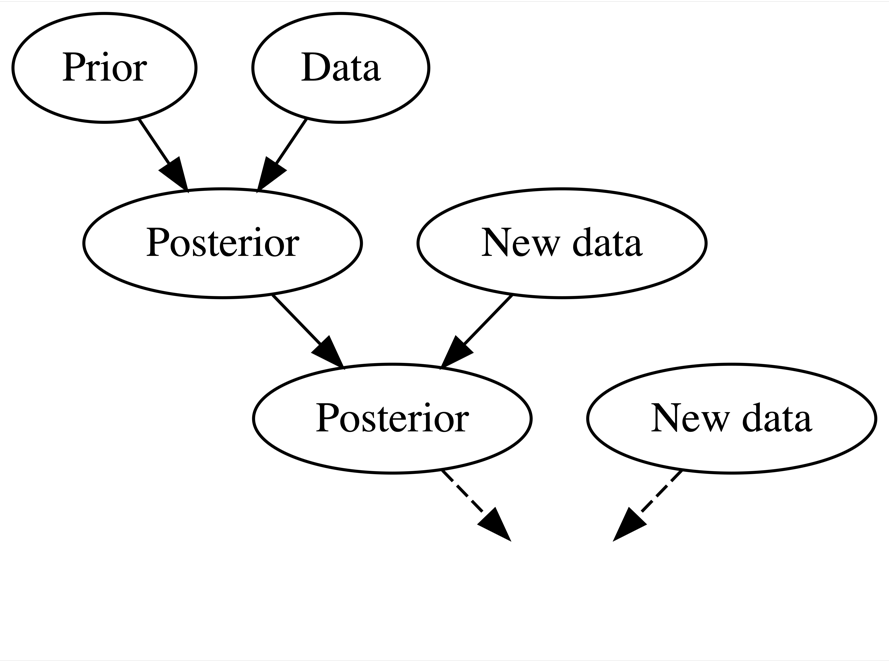 Prior
Data
Posterior
New data
Posterior
New data